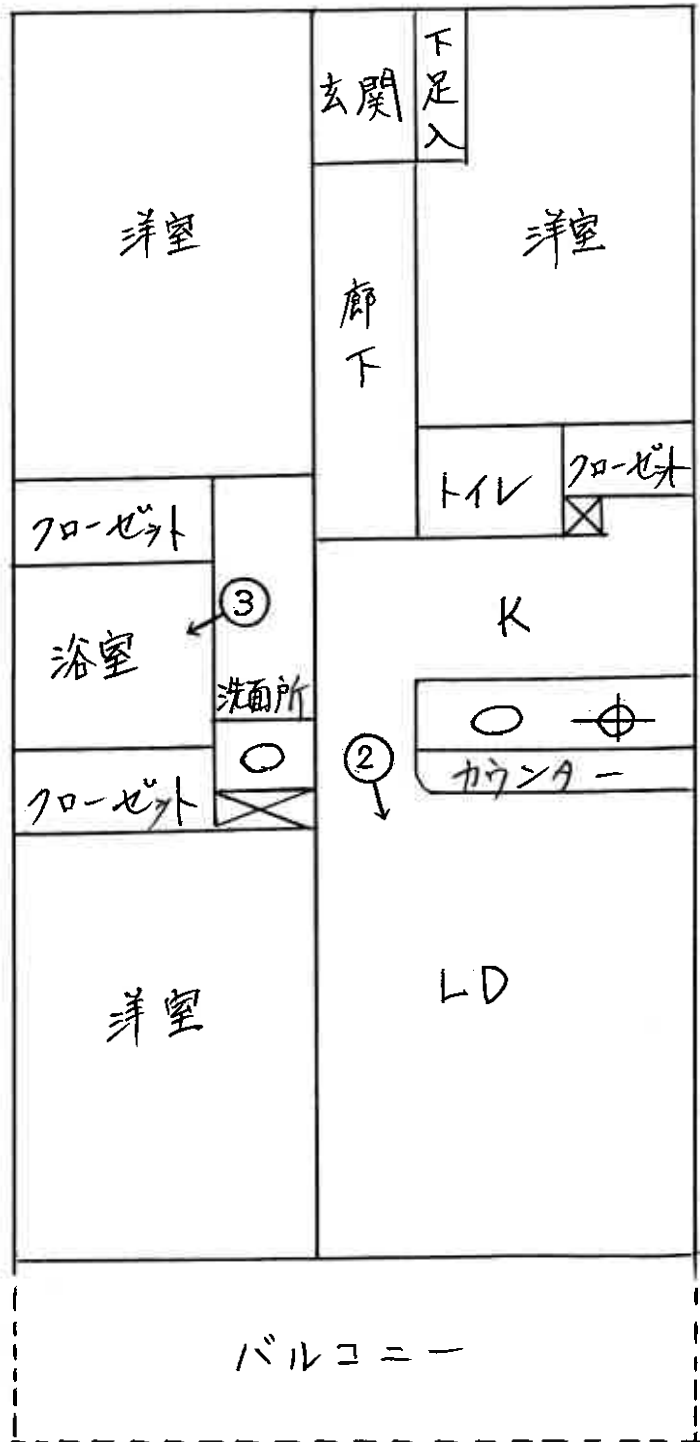 玄関
下足入
洋室
洋室
廊下
トイレ
クローゼット
クローゼット
K
③
浴室
洗面所
②
カウンター
クローゼット
LD
洋室
バルコニー